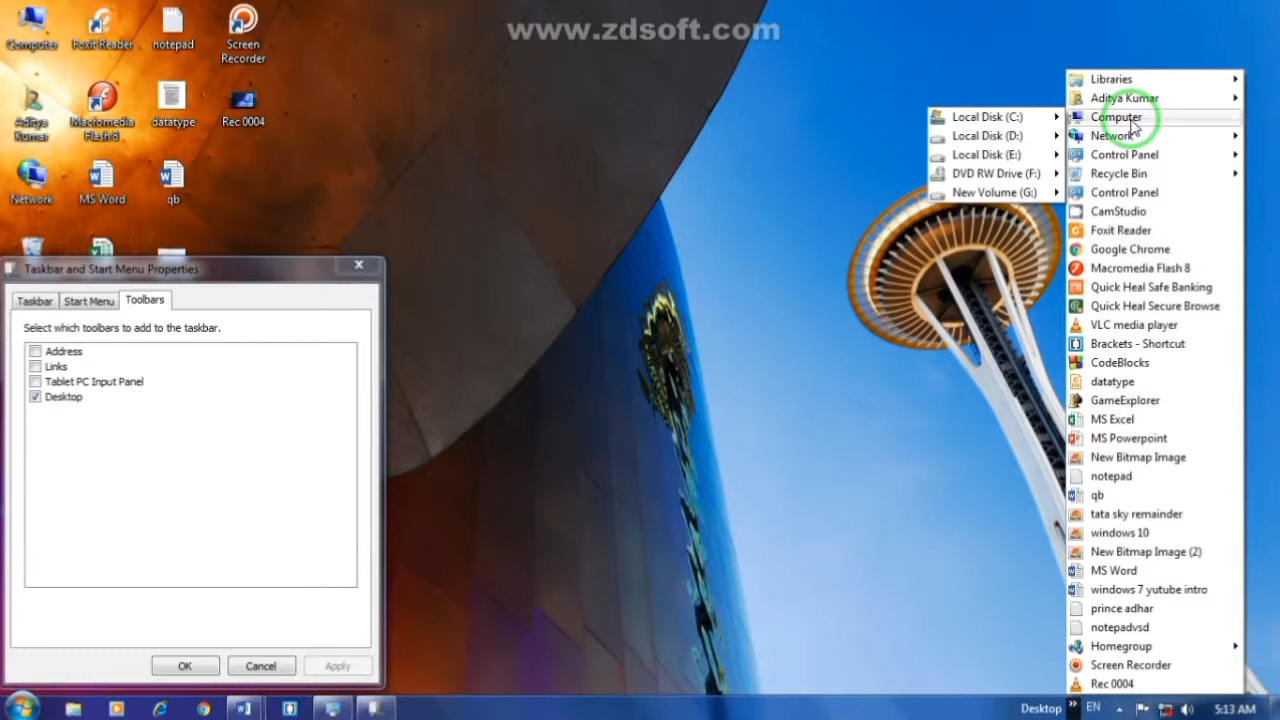 www.zdsoft.com
Computer
Foxit Reader
notepad
Screen
Recorder
Aditya
Kumar
Macromedia
Flash 8
datatype
Rec 0004
Network
MS Word
qb
Taskbar and Start Menu Properties
Taskbar
Start Menu
Toolbars
Select which toolbars to add to the taskbar.
Address
Links
Tablet PC Input Panel
Desktop
OK
Cancel
Apply
Local Disk (C:)
Local Disk (D:)
Local Disk (E:)
DVD RW Drive (F:)
New Volume (G:)
Libraries
Aditya Kumar
Computer
Network
Control Panel
Recycle Bin
Control Panel
CamStudio
Foxit Reader
Google Chrome
Macromedia Flash 8
Quick Heal Safe Banking
Quick Heal Secure Browse
VLC media player
Brackets - Shortcut
CodeBlocks
datatype
GameExplorer
MS Excel
MS Powerpoint
New Bitmap Image
notepad
qb
tata sky remainder
windows 10
New Bitmap Image (2)
MS Word
windows 7 yutube intro
prince adhar
notepadvsd
Homegroup
Screen Recorder
Rec 0004
Desktop
EN
5:13 AM